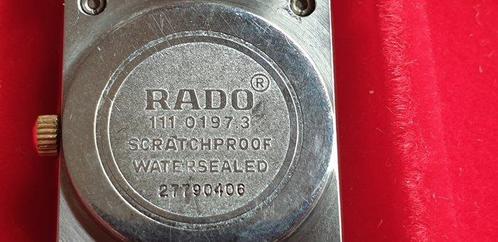 RADO®
111 0197.3
SCRATCHPROOF
WATERSEALED
27790406